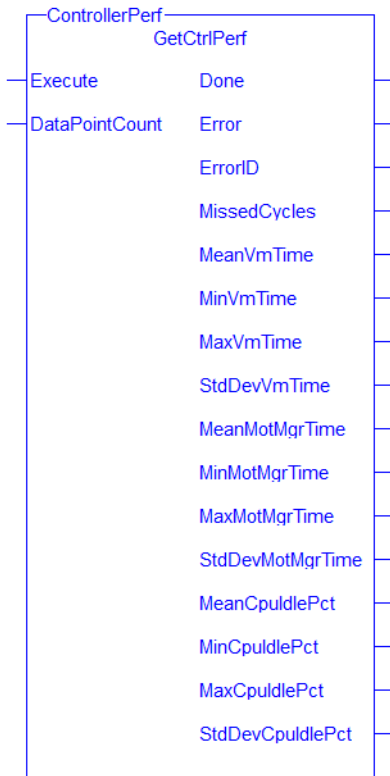 ControllerPerf
GetCtrlPerf
Execute Done
DataPointCount Error
ErrorID
MissedCycles
MeanVmTime
MinVmTime
MaxVmTime
StdDevVmTime
MeanMotMgrTime
MinMotMgrTime
MaxMotMgrTime
StdDevMotMgrTime
MeanCpuIdlePct
MinCpuIdlePct
MaxCpuIdlePct
StdDevCpuIdlePct